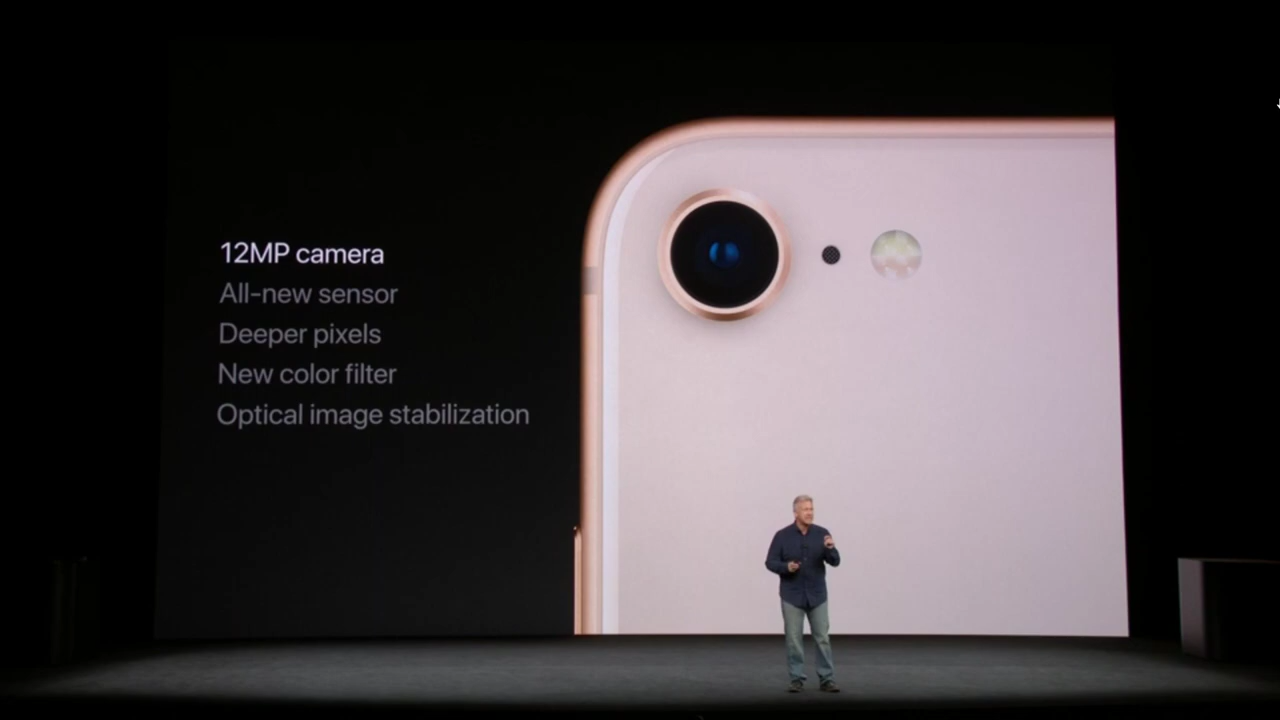 12MP camera
All-new sensor
Deeper pixels
New color filter
Optical image stabilization